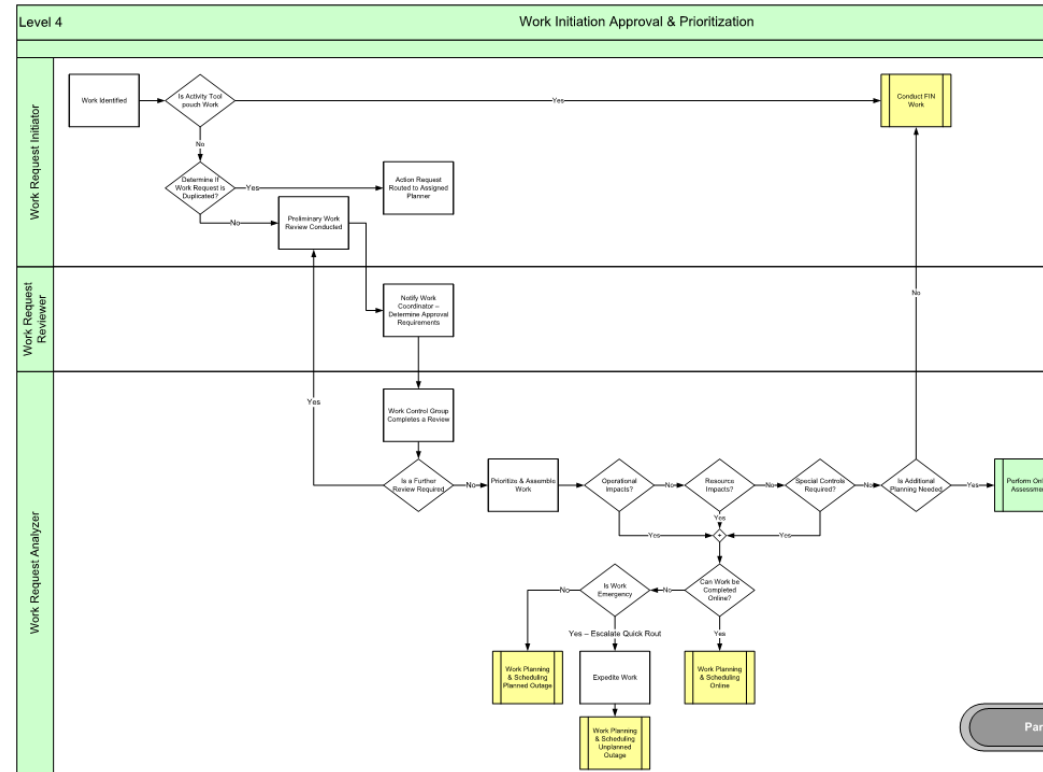 Level 4
Work Initiation Approval & Prioritization
Work Request Initiator
Work Identified
Is Activity Tool
pouch Work
Yes
Conduct FIN
Work
No
Determine If
Work Request Is
Duplicated?
Yes
Action Request
Routed to Assigned
Planner
No
Preliminary Work
Review Conducted
Work Request
Reviewer
Notify Work
Coordinator –
Determine Approval
Requirements
No
Work Request Analyzer
Yes
Work Control Group
Completes a Review
Is a Further
Review Required
No
Prioritize & Assemble
Work
Operational
Impacts?
No
Resource
Impacts?
No
Special Controls
Required?
No
Is Additional
Planning Needed
Yes
Perform Onl
Assessme
Yes
Yes
+
Yes
No
Is Work
Emergency
No
Can Work be
Completed
Online?
Yes – Escalate Quick Rout
Yes
Work Planning
& Scheduling
Planned Outage
Expedite Work
Work Planning
& Scheduling
Online
Work Planning
& Scheduling
Unplanned
Outage
Par